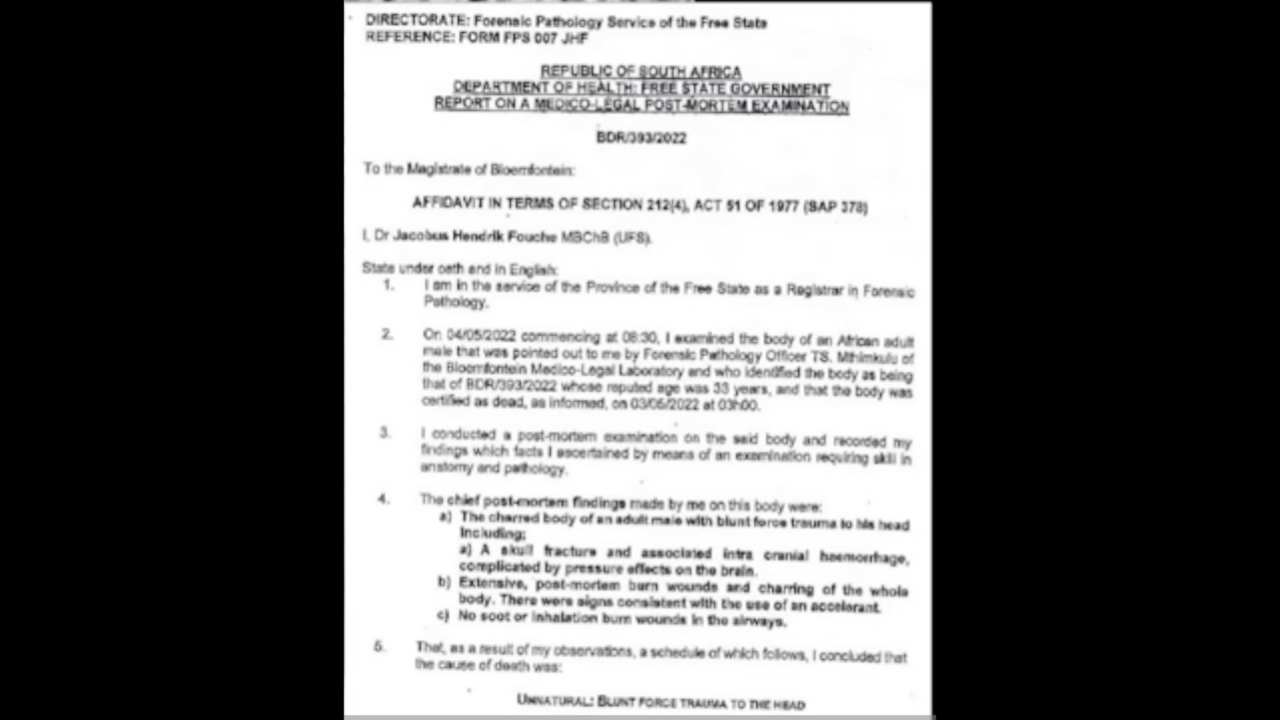 DIRECTORATE: Forensic Pathology Service of the Free State
REFERENCE: FORM FPS 007 JHF
REPUBLIC OF SOUTH AFRICA
DEPARTMENT OF HEALTH: FREE STATE GOVERNMENT
REPORT ON A MEDICO-LEGAL POST-MORTEM EXAMINATION
BDR/393/2022
To the Magistrate of Bloemfontein:
AFFIDAVIT IN TERMS OF SECTION 212(4), ACT 51 OF 1977 (SAP 378)
I, Dr Jacobus Hendrik Fouche MBChB (UFS).
State under oath and in English:
1. I am in the service of the Province of the Free State as a Registrar in Forensic
Pathology.
2. On 04/05/2022 commencing at 08:30, I examined the body of an African adult
male that was pointed out to me by Forensic Pathology Officer TS. Mthimkulu of
the Bloemfontein Medico-Legal Laboratory and who identified the body as being
that of BDR/393/2022 whose reputed age was 33 years, and that the body was
certified as dead, as informed, on 03/05/2022 at 03h00.
3. I conducted a post-mortem examination on the said body and recorded my
findings which facts I ascertained by means of an examination requiring skill in
anatomy and pathology.
4. The chief post-mortem findings made by me on this body were:
a) The charred body of an adult male with blunt force trauma to his head
Including;
a) A skull fracture and associated intra cranial haemorrhage,
complicated by pressure effects on the brain.
b) Extensive, post-mortem burn wounds and charring of the whole
body. There were signs consistent with the use of an accelerant.
c) No soot or inhalation burn wounds in the airways.
5. That, as a result of my observations, a schedule of which follows, I concluded that
the cause of death was:
UNNATURAL: BLUNT FORCE TRAUMA TO THE HEAD